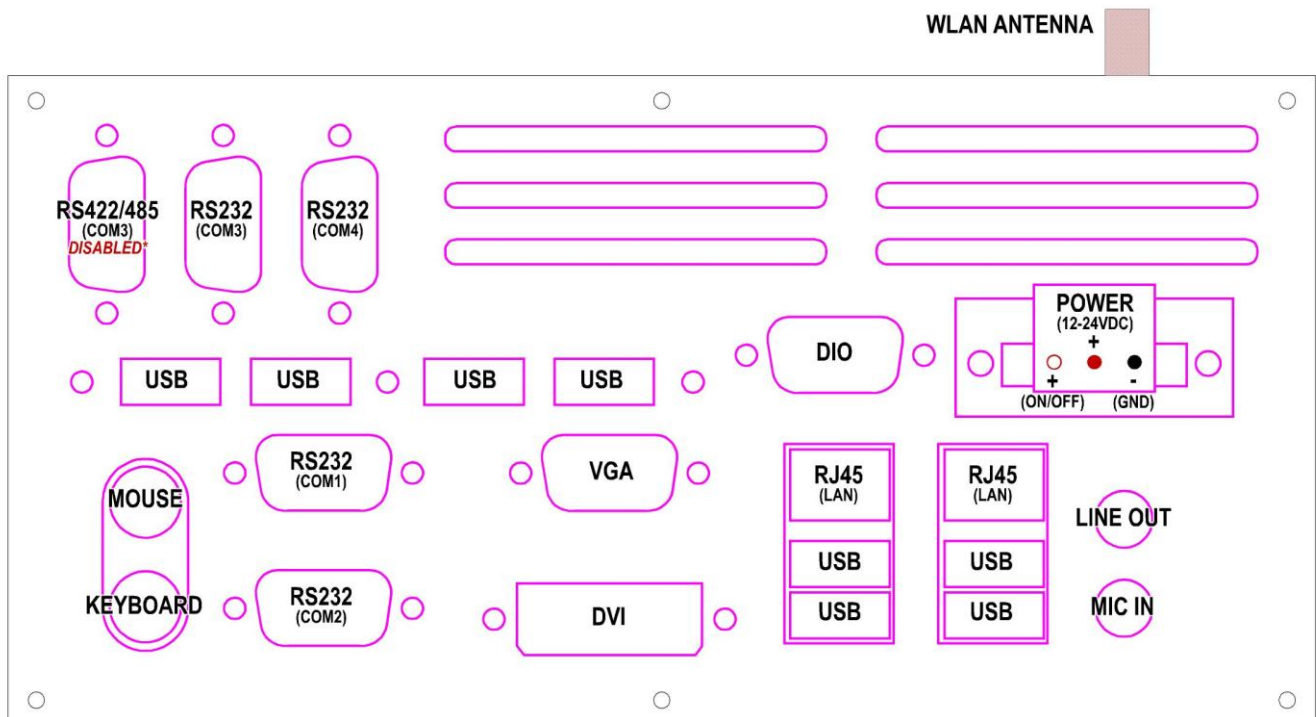 WLAN ANTENNA
RS422/485
(COM3)
DISABLED*
RS232
(COM3)
RS232
(COM4)
POWER
(12-24VDC)
+
+
-
(ON/OFF)
(GND)
DIO
USB
USB
USB
USB
MOUSE
KEYBOARD
RS232
(COM1)
RS232
(COM2)
VGA
DVI
RJ45
(LAN)
USB
USB
RJ45
(LAN)
USB
USB
LINE OUT
MIC IN